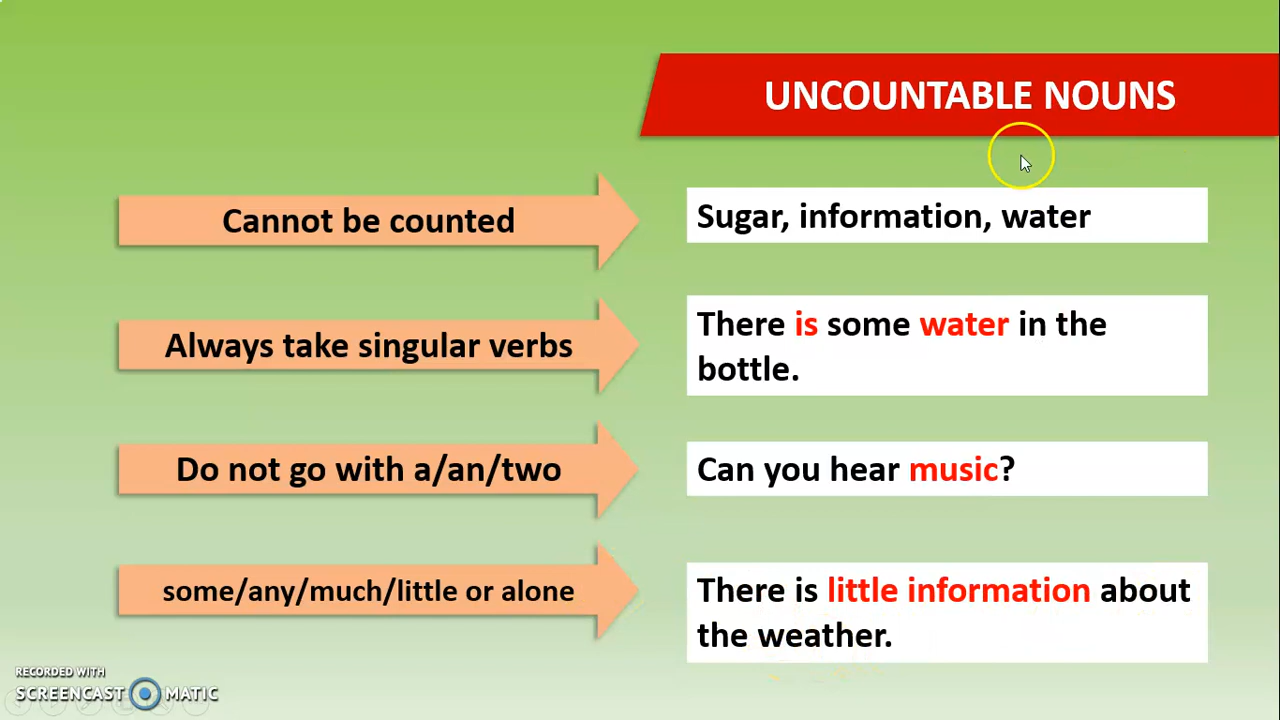 UNCOUNTABLE NOUNS
Cannot be counted
Sugar, information, water
Always take singular verbs
There is some water in the
bottle.
Do not go with a/an/two
Can you hear music?
some/any/much/little or alone
There is little information about
the weather.
RECORDED WITH
SCREENCAST MATIC